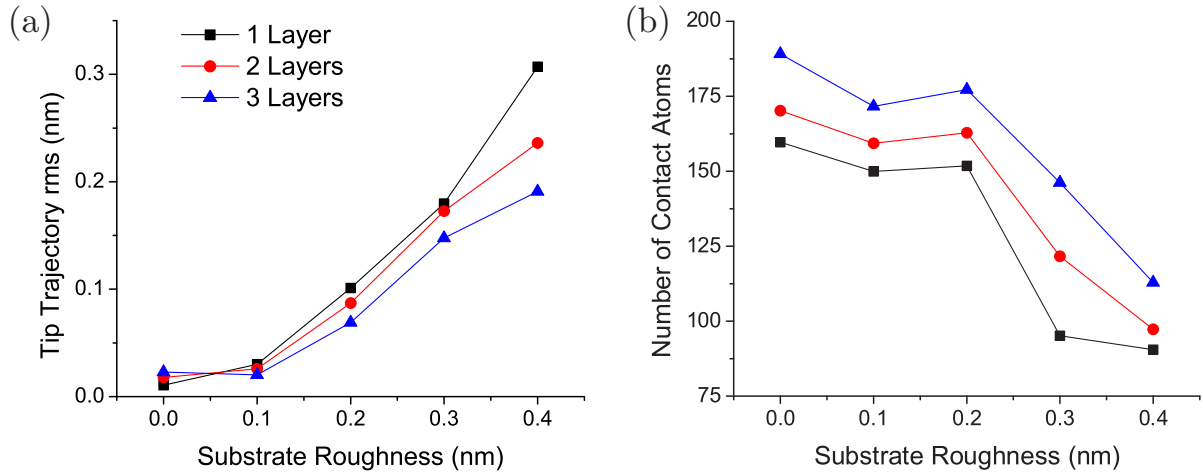 (a)
1 Layer
2 Layers
3 Layers
0.3
0.2
0.1
0.0
Tip Trajectory rms (nm)
0.0 0.1 0.2 0.3 0.4
Substrate Roughness (nm)
(b)
200
175
150
125
100
75
Number of Contact Atoms
0.0 0.1 0.2 0.3 0.4
Substrate Roughness (nm)